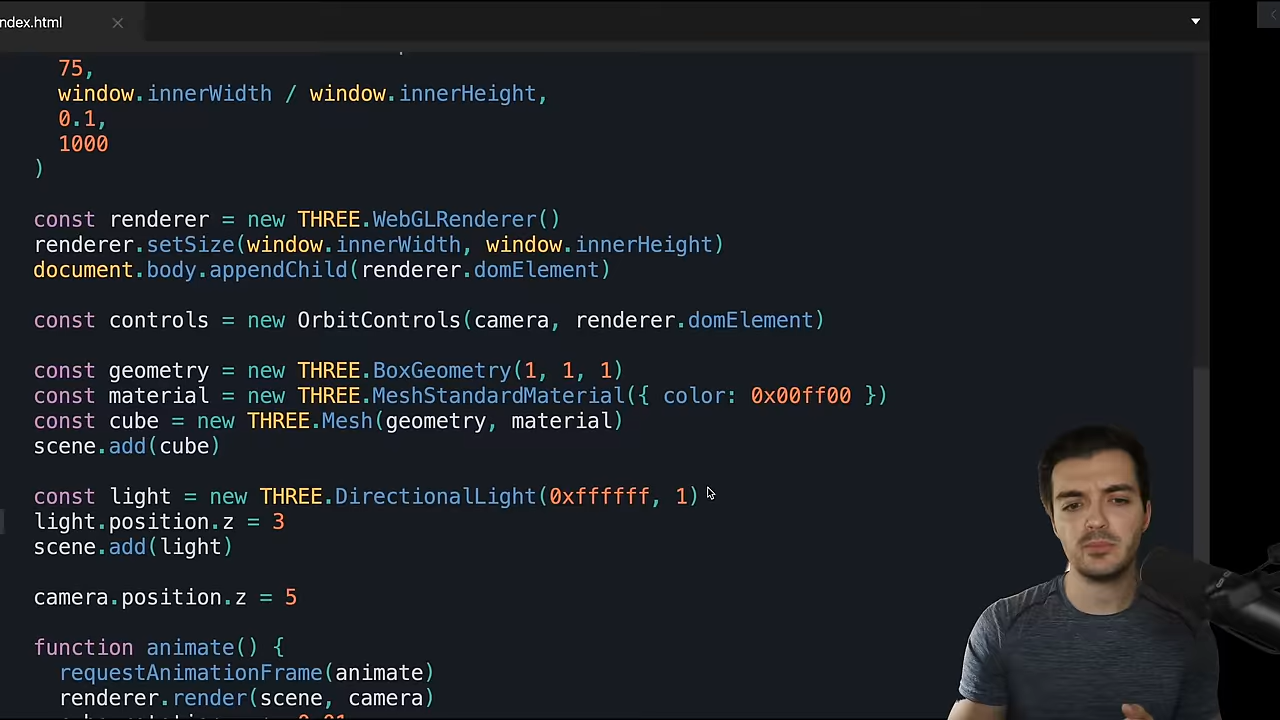 ndex.html
75,
window.innerWidth / window.innerHeight,
0.1,
1000
)
const renderer = new THREE.WebGLRenderer()
renderer.setSize(window.innerWidth, window.innerHeight)
document.body.appendChild(renderer.domElement)
const controls = new OrbitControls(camera, renderer.domElement)
const geometry = new THREE.BoxGeometry(1, 1, 1)
const material = new THREE.MeshStandardMaterial({ color: 0x00ff00 })
const cube = new THREE.Mesh(geometry, material)
scene.add(cube)
const light = new THREE.DirectionalLight(0xffffff, 1)
light.position.z = 3
scene.add(light)
camera.position.z = 5
function animate() {
requestAnimationFrame(animate)
renderer.render(scene, camera)